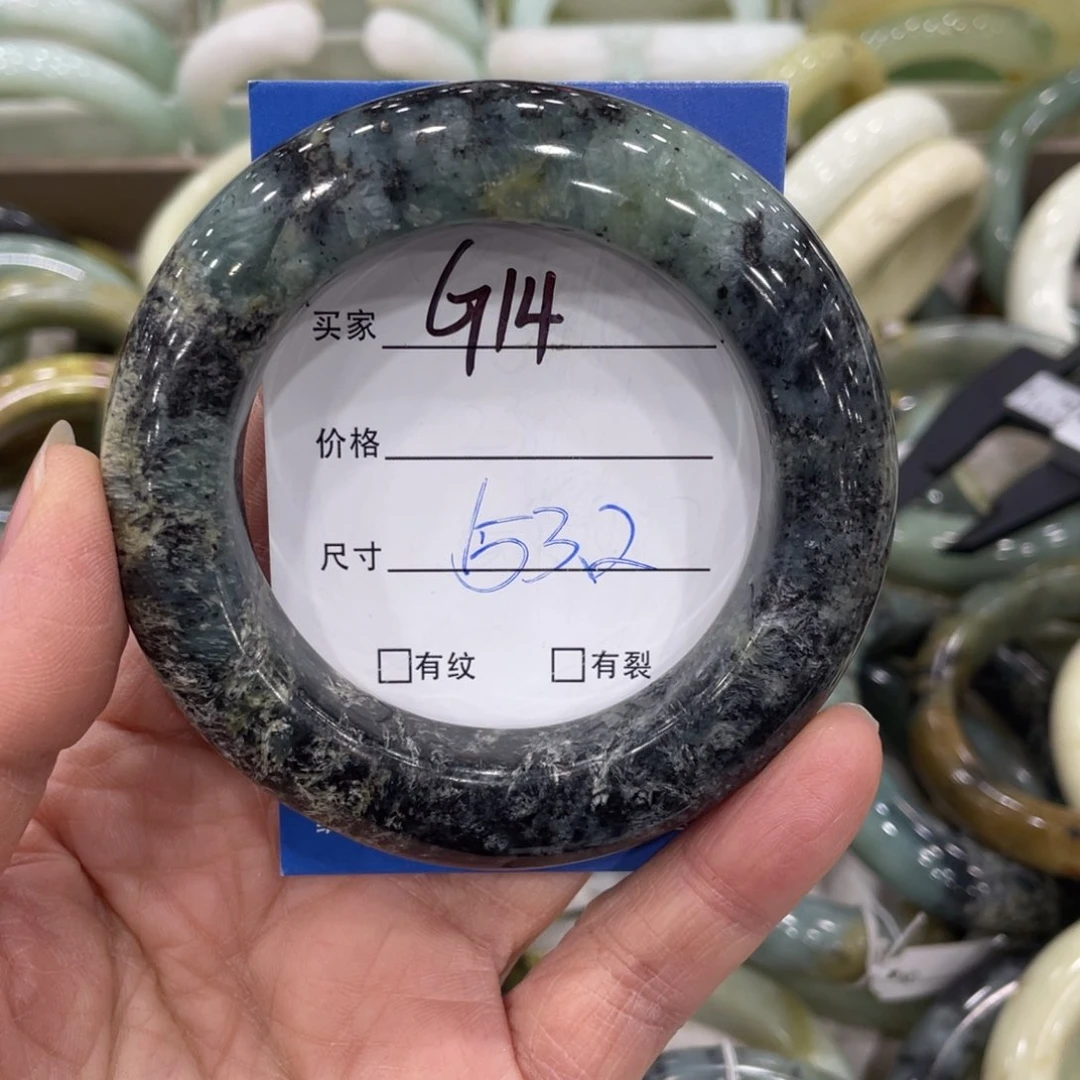 买家 G14
价格
尺寸 53.2
□有纹 □有裂